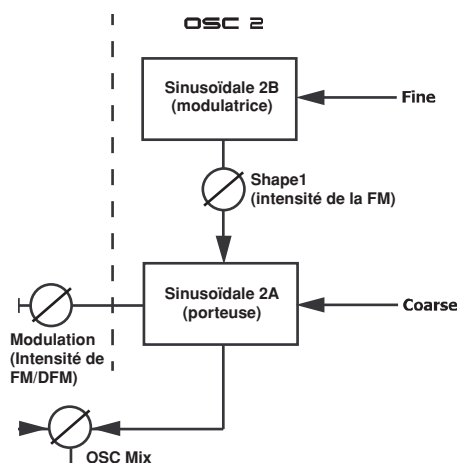 OSC 2
Sinusoïdale 2B
(modulatrice)
Fine
Shape1
(intensité de la FM)
Sinusoïdale 2A
(porteuse)
Coarse
Modulation
(Intensité de
FM/DFM)
OSC Mix